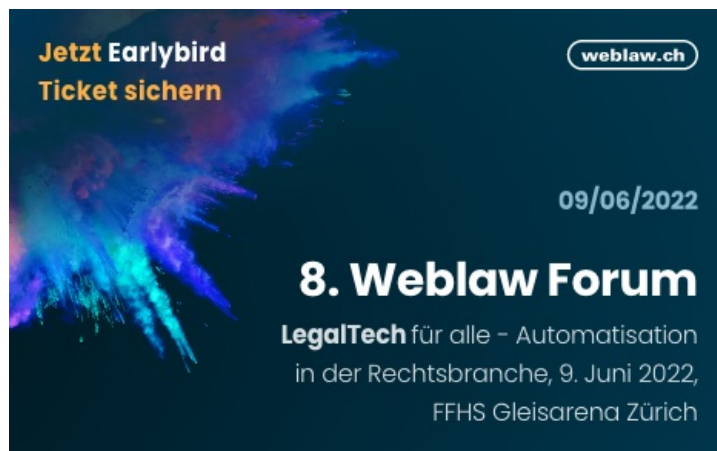 Jetzt Earlybird
Ticket sichern
weblaw.ch
09/06/2022
8. Weblaw Forum
LegalTech für alle - Automatisation
in der Rechtsbranche, 9. Juni 2022,
FFHS Gleisarena Zürich